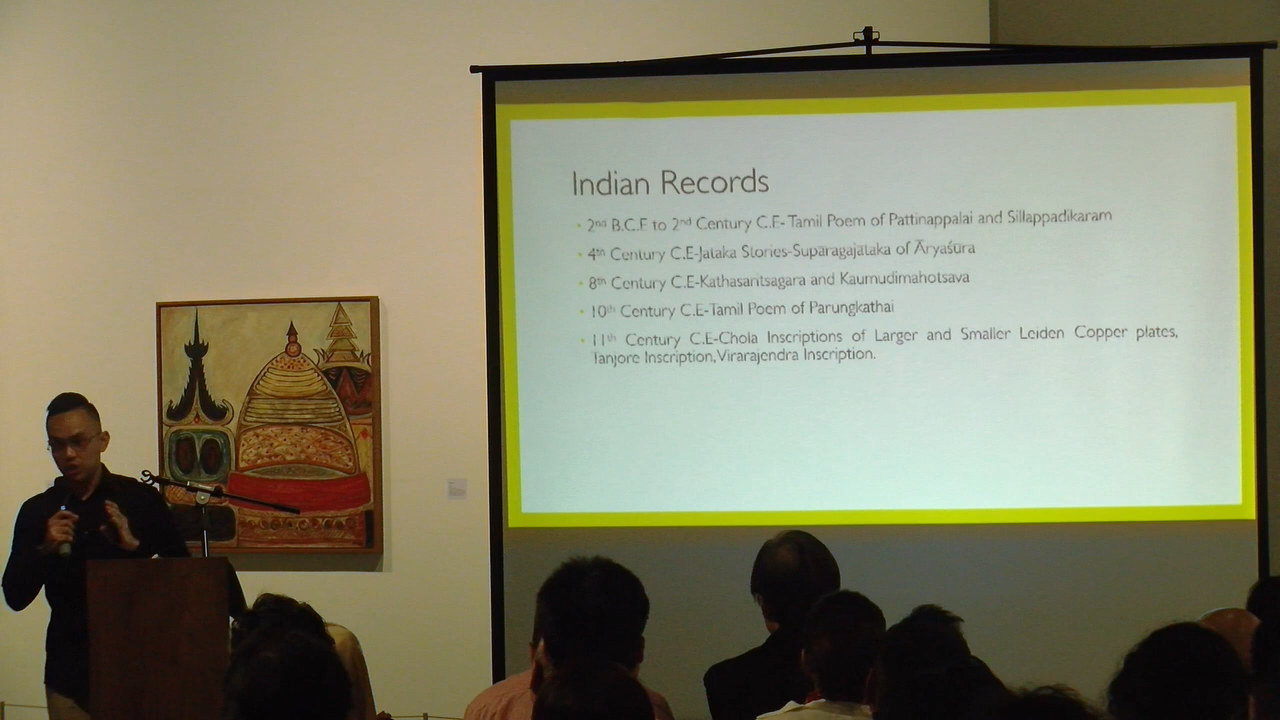 Indian Records
2nd B.C.E to 2nd Century C.E- Tamil Poem of Pattinappalai and Sillappadikaram
4th Century C.E-Jataka Stories-Suparagajataka of Āryaśūra
8th Century C.E-Kathasaritsagara and Kaumudimahotsava
10th Century C.E-Tamil Poem of Parungkathai
11th Century C.E-Chola Inscriptions of Larger and Smaller Leiden Copper plates,
Tanjore Inscription, Virarajendra Inscription.